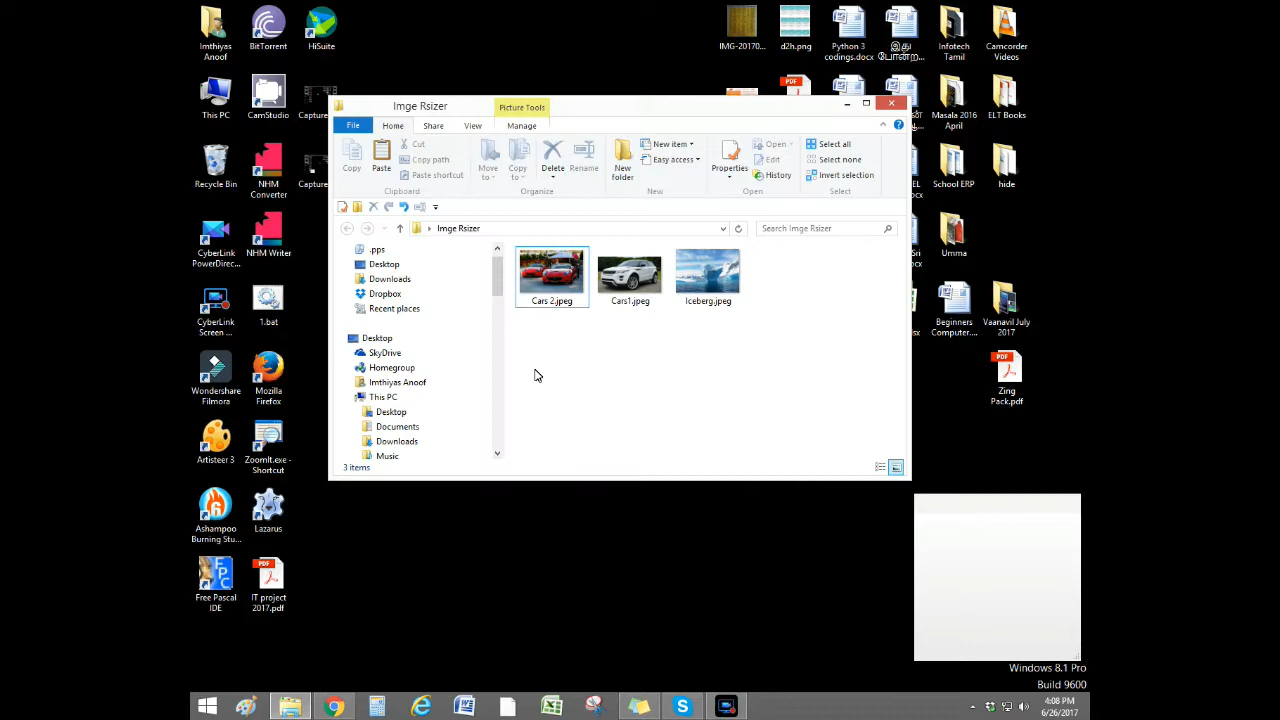 Imthiyas
Anoof
BitTorrent
HiSuite
IMG-20170...
d2h.png
Python 3
codings.docx
இது
போன்ற...
Infotech
Tamil
Camcorder
Videos
This PC
CamStudio
Capture
PDF
Masala 2016
April
ELT Books
Recycle Bin
NHM
Converter
Capture
School ERP
hide
CyberLink
PowerDirec...
NHM Writer
Umma
CyberLink
Screen ...
1.bat
Beginners
Computer....
Vaanavil July
2017
Wondershare
Filmora
Mozilla
Firefox
PDF
Zing
Pack.pdf
Artisteer 3
ZoomIt.exe -
Shortcut
Ashampoo
Burning Stu...
Lazarus
FPC
Free Pascal
IDE
PDF
IT project
2017.pdf
Imge Rsizer
Picture Tools
File
Home
Share
View
Manage
Copy
Paste
Cut
Copy path
Paste shortcut
Clipboard
Move
to
Copy
to
Delete
Rename
Organize
New
folder
New item
Easy access
New
Properties
Open
Edit
History
Open
Select all
Select none
Invert selection
Select
Imge Rsizer
Search Imge Rsizer
.pps
Desktop
Downloads
Dropbox
Recent places
Desktop
SkyDrive
Homegroup
Imthiyas Anoof
This PC
Desktop
Documents
Downloads
Music
Cars 2.jpeg
Cars1.jpeg
Iceberg.jpeg
3 items
Windows 8.1 Pro
Build 9600
4:08 PM
6/26/2017